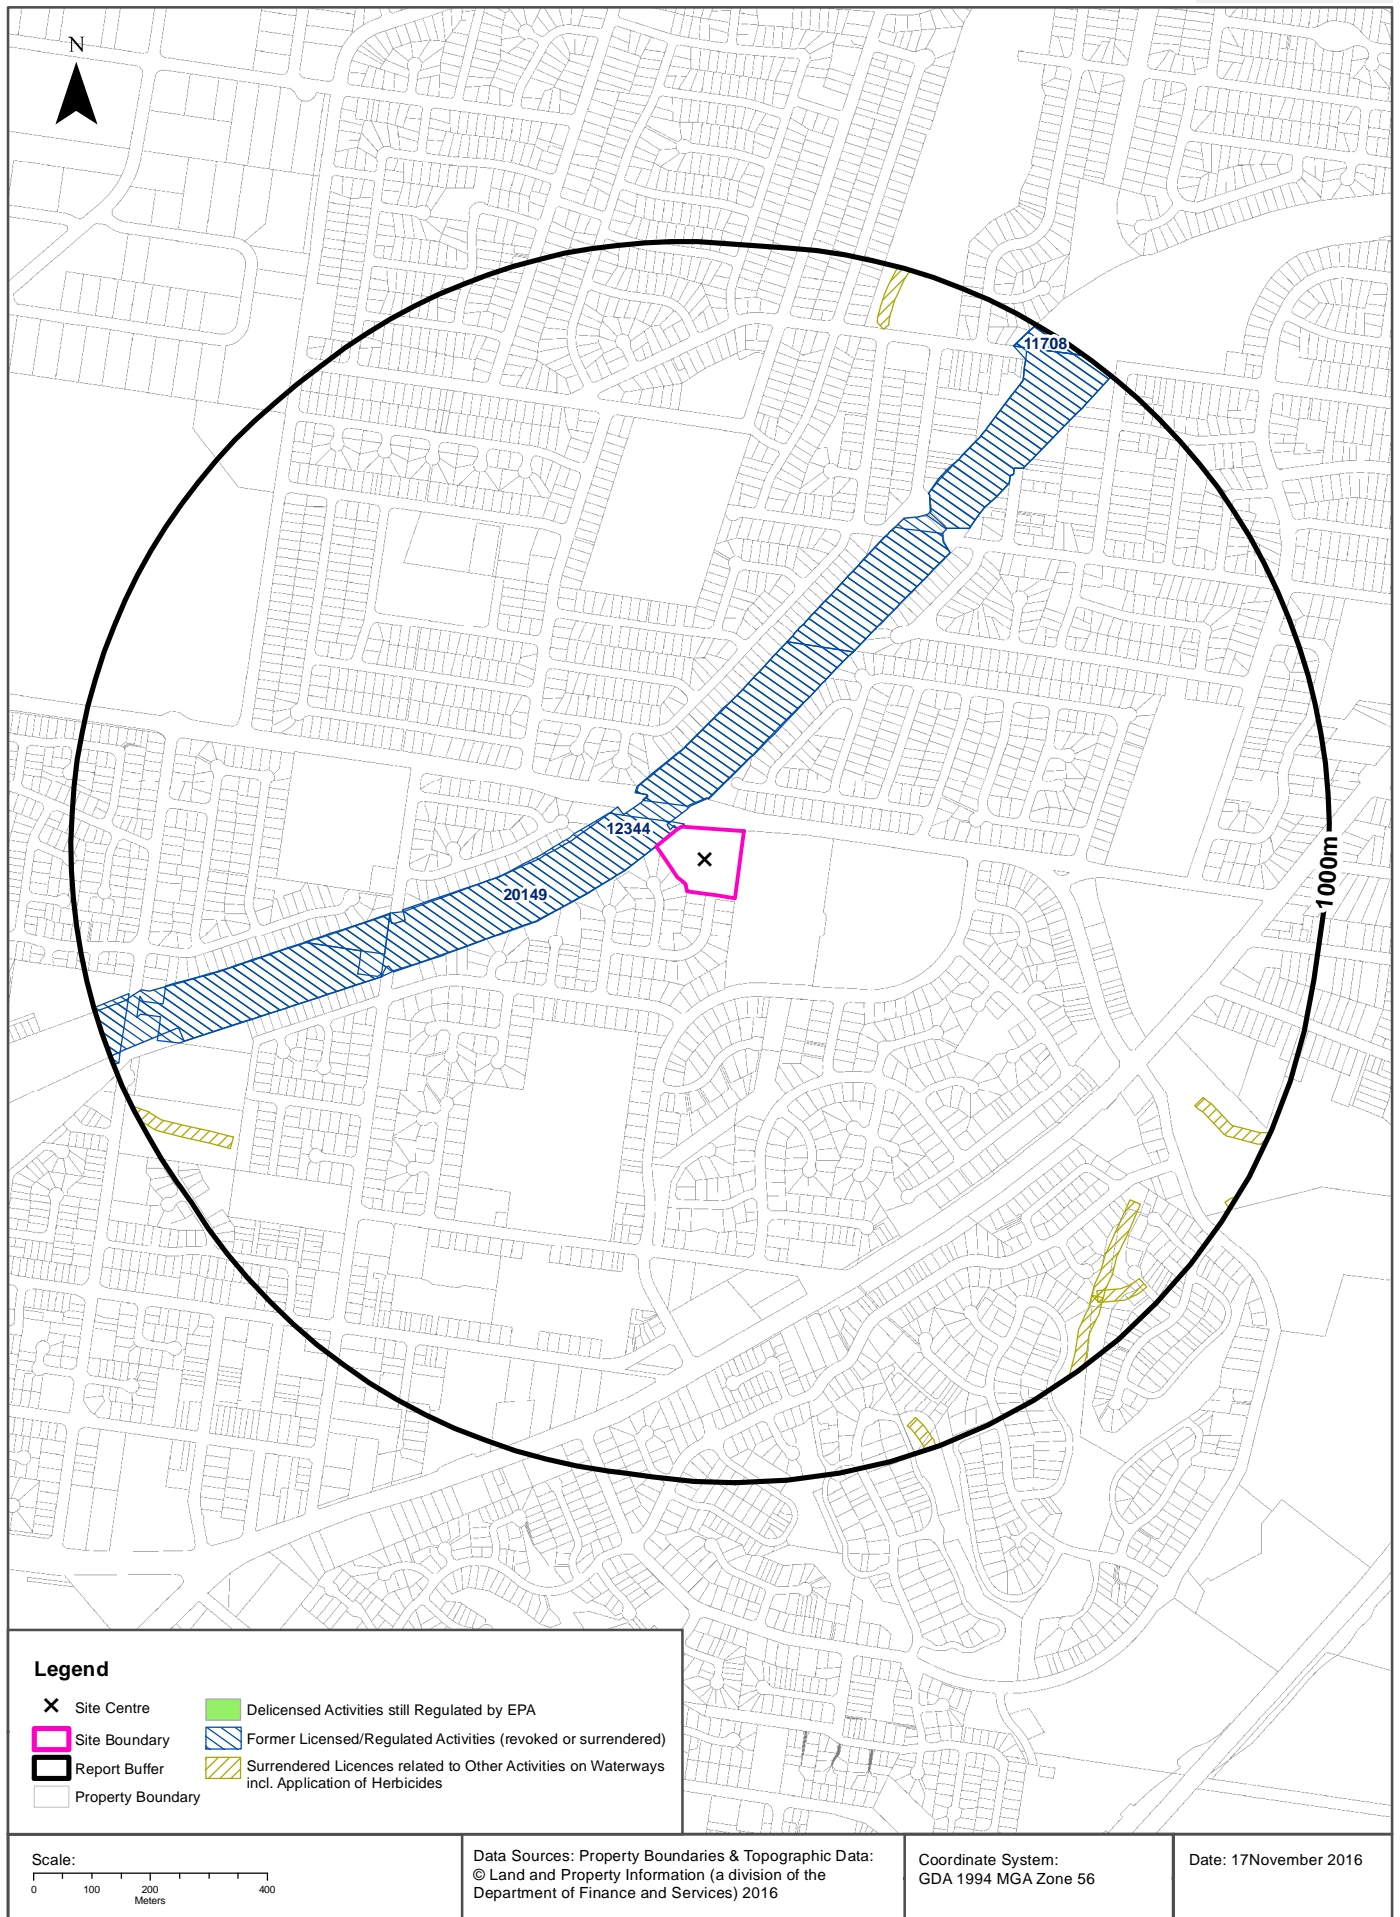 N
11708
12344
20149
1000m
Legend
Site Centre
Site Boundary
Report Buffer
Property Boundary
Delicensed Activities still Regulated by EPA
Former Licensed/Regulated Activities (revoked or surrendered)
Surrendered Licences related to Other Activities on Waterways
incl. Application of Herbicides
Scale:
0 100 200 400
Meters
Data Sources: Property Boundaries & Topographic Data:
© Land and Property Information (a division of the
Department of Finance and Services) 2016
Coordinate System:
GDA 1994 MGA Zone 56
Date: 17November 2016